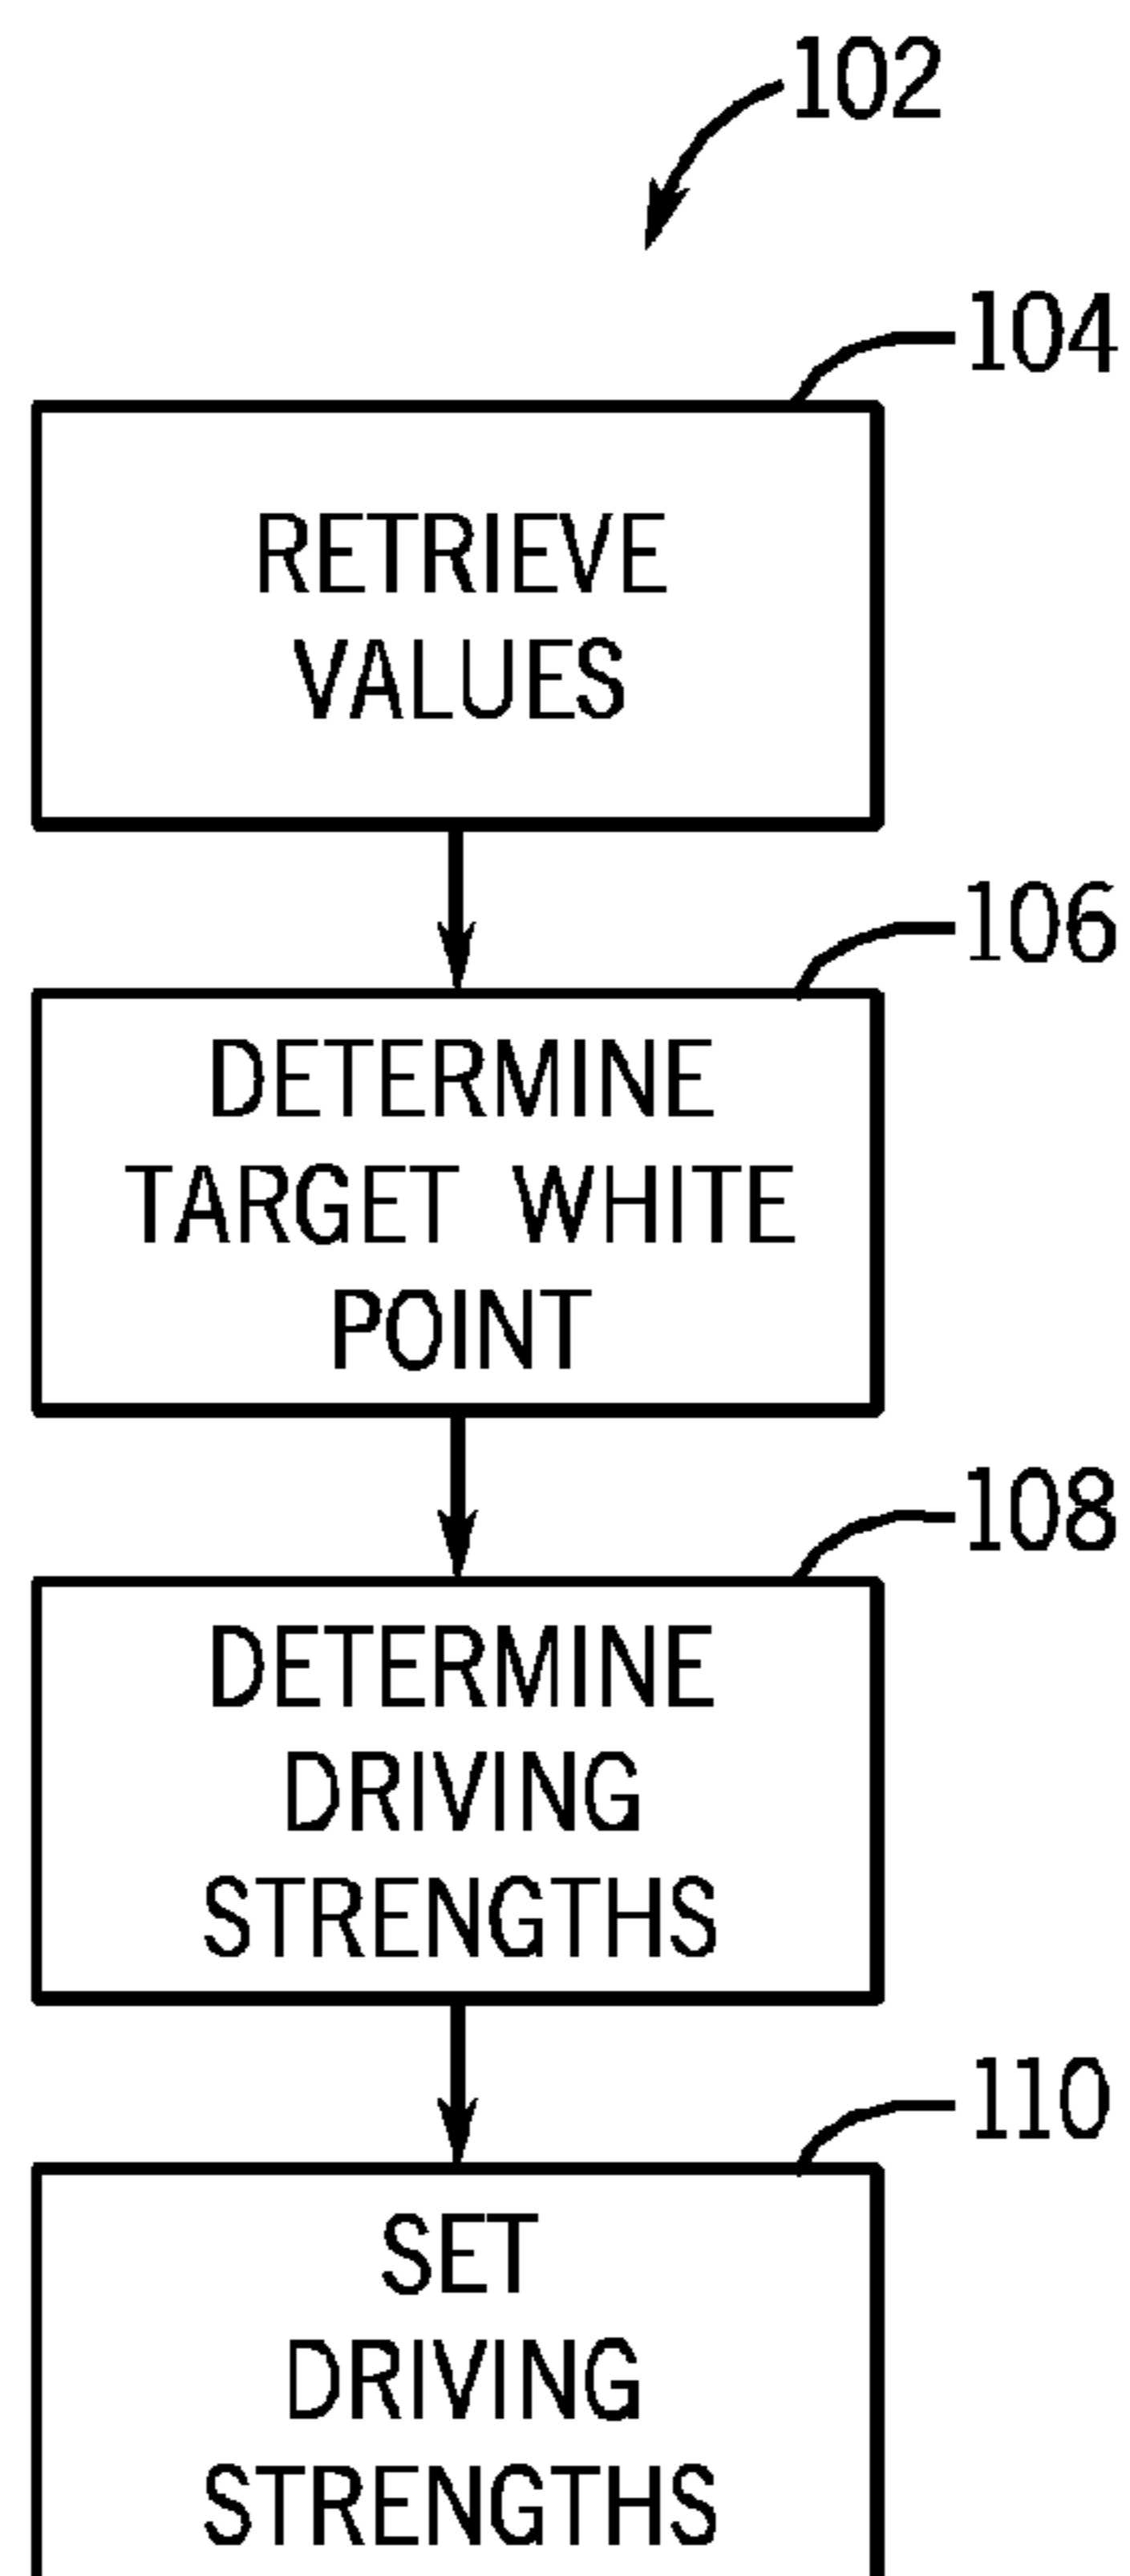 102
104
RETRIEVE
VALUES
106
DETERMINE
TARGET WHITE
POINT
108
DETERMINE
DRIVING
STRENGTHS
110
SET
DRIVING
STRENGTHS